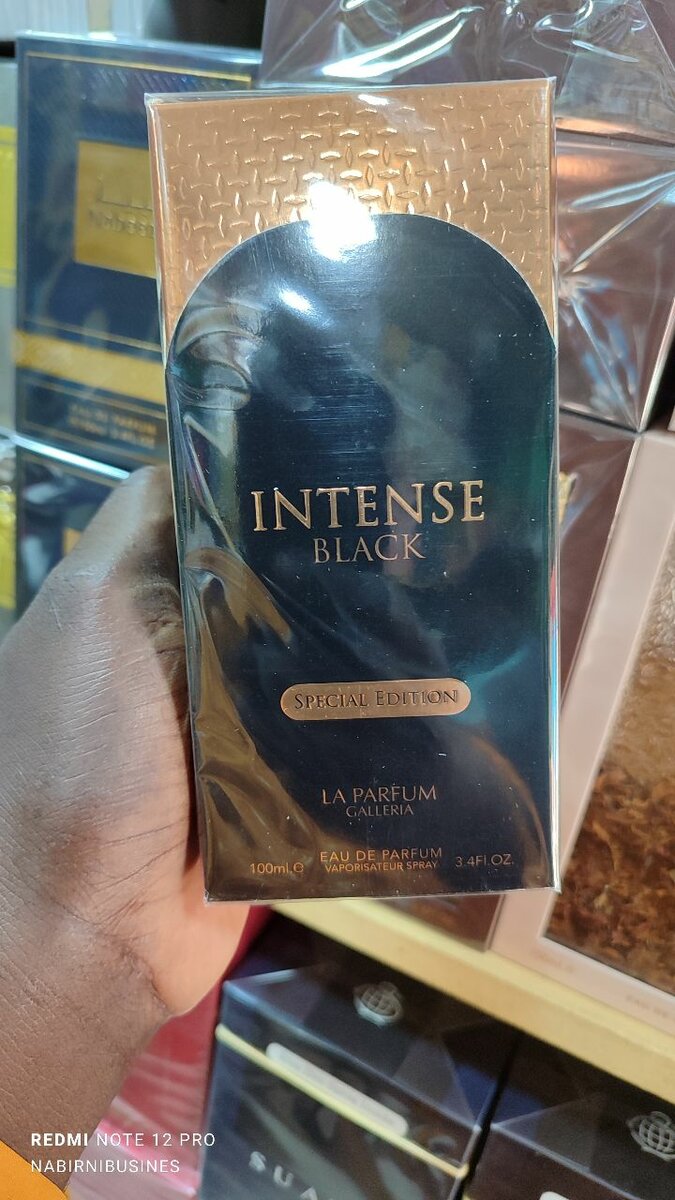 INTENSE
BLACK
SPECIAL EDITION
LA PARFUM
GALLERIA
100ml.e EAU DE PARFUM 3.4Fl.OZ.
VAPORISATEUR SPRAY
REDMI NOTE 12 PRO
NABIRNIBUSINES